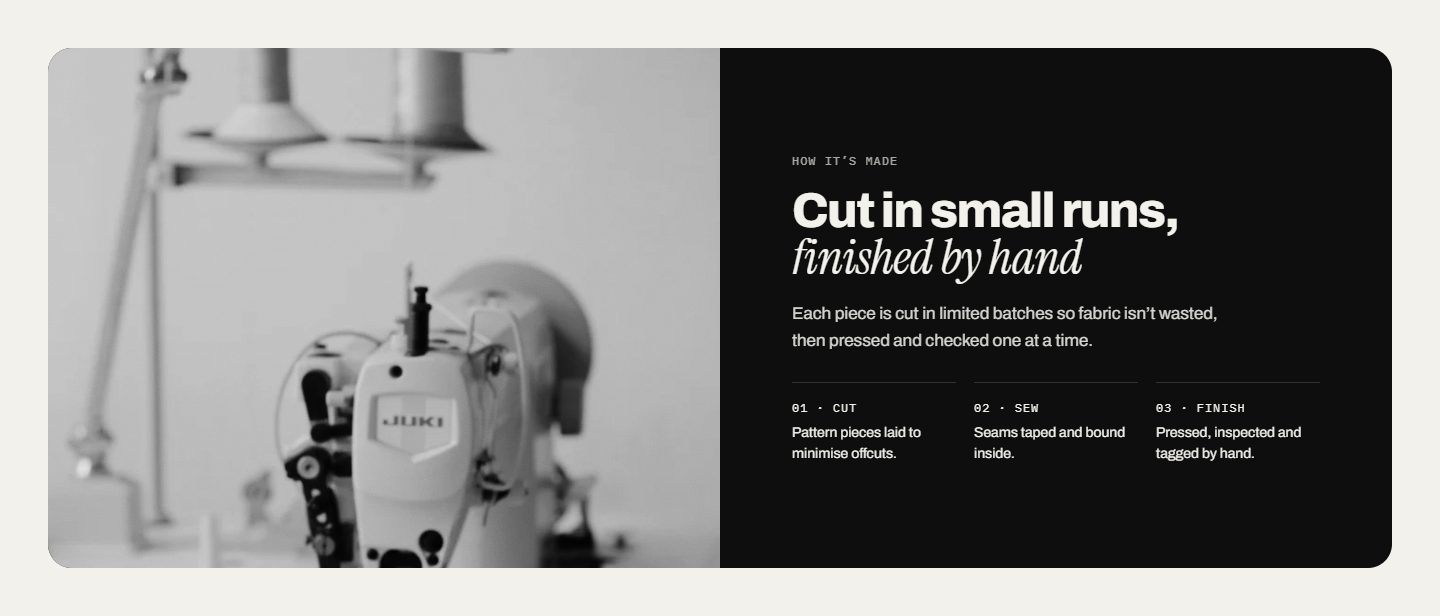 JUKI
HOW IT’S MADE
Cut in small runs,
finished by hand
Each piece is cut in limited batches so fabric isn’t wasted,
then pressed and checked one at a time.
01 · CUT
Pattern pieces laid to
minimise offcuts.
02 · SEW
Seams taped and bound
inside.
03 · FINISH
Pressed, inspected and
tagged by hand.